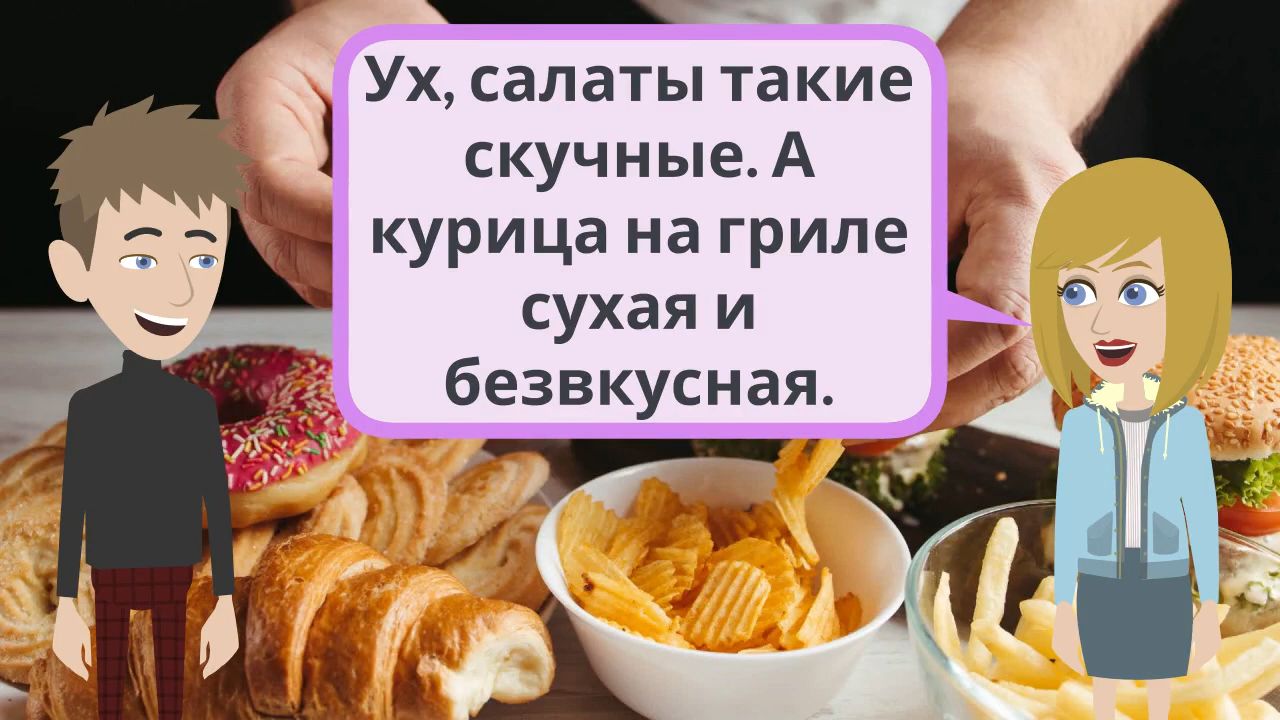 Ух, салаты такие
скучные. А
курица на гриле
сухая и
безвкусная.